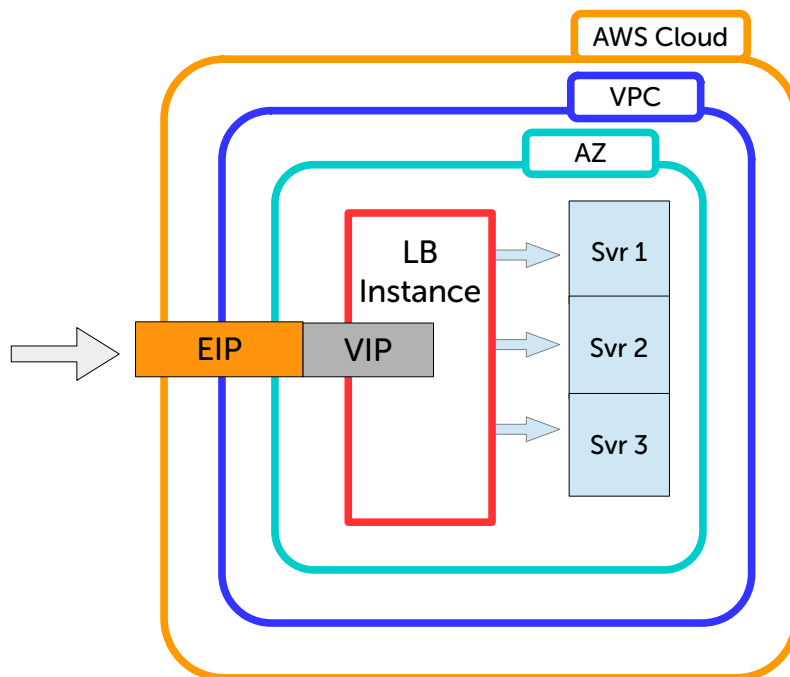 AWS Cloud
VPC
AZ
LB
Instance
EIP
VIP
Svr 1
Svr 2
Svr 3